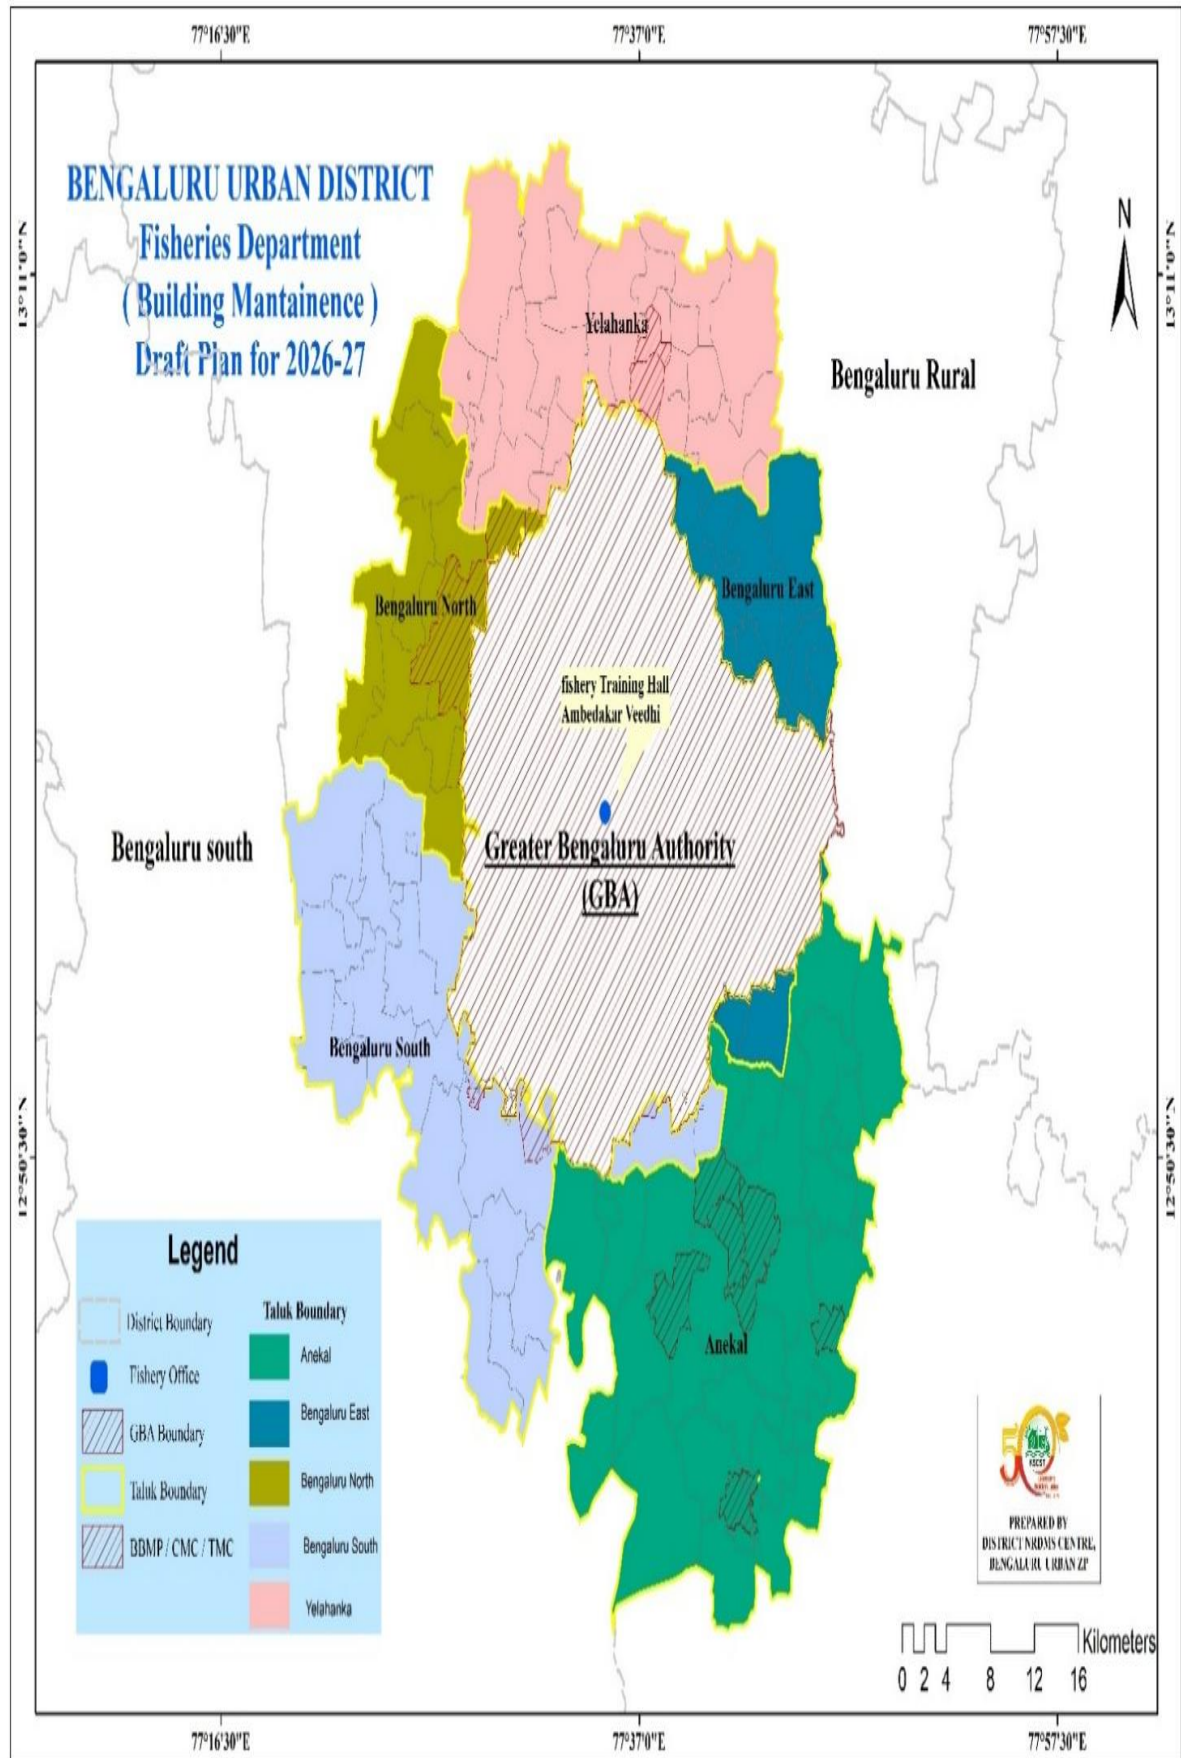 77°16'30"E
77°37'0"E
77°57'30"E
BENGALURU URBAN DISTRICT
Fisheries Department
( Building Mantainence )
Draft Plan for 2026-27
N
13°11'0"N
13°11'0"N
Yelahanka
Bengaluru Rural
Bengaluru North
Bengaluru East
fishery Training Hall
Ambedakar Veedhi
Bengaluru south
Greater Bengaluru Authority
(GBA)
Bengaluru South
12°50'30"N
12°50'30"N
Anekal
Legend
District Boundary
Fishery Office
GBA Boundary
Taluk Boundary
BBMP / CMC / TMC
Taluk Boundary
Anekal
Bengaluru East
Bengaluru North
Bengaluru South
Yelahanka
KSCST
PREPARED BY
DISTRICT NRDMS CENTRE,
BENGALURU URBAN ZP
Kilometers
0 2 4 8 12 16
77°16'30"E
77°37'0"E
77°57'30"E